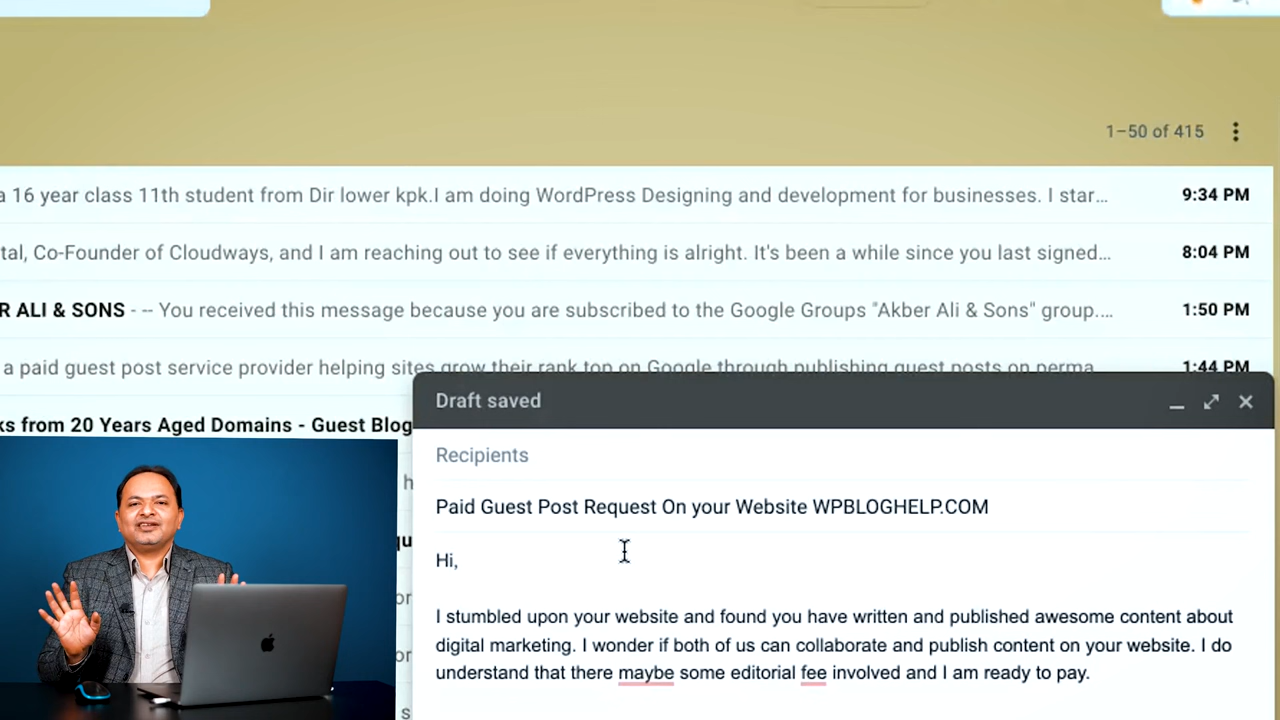 1–50 of 415
a 16 year class 11th student from Dir lower kpk.I am doing WordPress Designing and development for businesses. I star… 9:34 PM
tal, Co-Founder of Cloudways, and I am reaching out to see if everything is alright. It's been a while since you last signed… 8:04 PM
R ALI & SONS - -- You received this message because you are subscribed to the Google Groups "Akber Ali & Sons" group.… 1:50 PM
a paid guest post service provider helping sites grow their rank top on Google through publishing guest posts on perma 1:44 PM
ks from 20 Years Aged Domains - Guest Blog
Draft saved
Recipients
Paid Guest Post Request On your Website WPBLOGHELP.COM
Hi,
I stumbled upon your website and found you have written and published awesome content about
digital marketing. I wonder if both of us can collaborate and publish content on your website. I do
understand that there maybe some editorial fee involved and I am ready to pay.